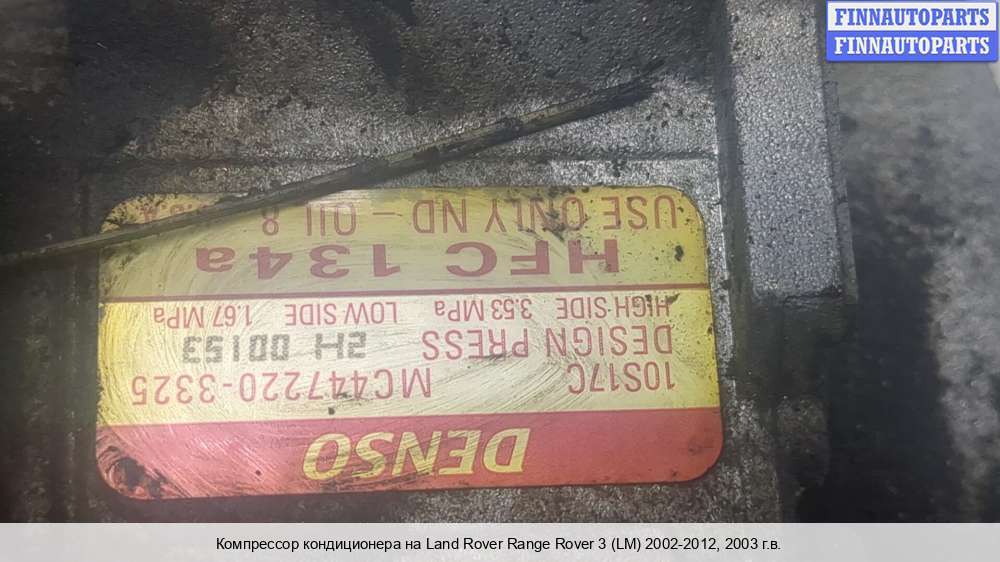 FINNAUTOPARTS
FINNAUTOPARTS
DENSO
10S17C MC447220-3325
DESIGN PRESS 2H 00153
HIGH·SIDE 3.53 MPa LOW SIDE 1.67 MPa
HFC 134a
USE ONLY ND – OIL 8
Компрессор кондиционера на Land Rover Range Rover 3 (LM) 2002-2012, 2003 г.в.